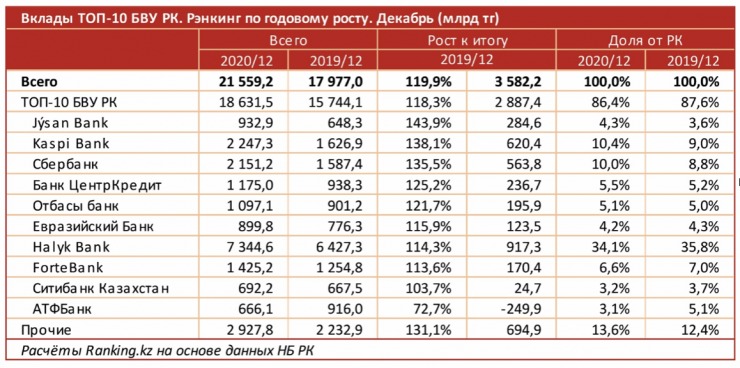 Вклады ТОП-10 БВУ РК. Рэнкинг по годовому росту. Декабрь (млрд тг)
Всего Рост к итогу Доля от РК
2020/12 2019/12 2019/12 2020/12 2019/12
Всего 21 559,2 17 977,0 119,9% 3 582,2 100,0% 100,0%
ТОП-10 БВУ РК 18 631,5 15 744,1 118,3% 2 887,4 86,4% 87,6%
Jýsan Bank 932,9 648,3 143,9% 284,6 4,3% 3,6%
Kaspi Bank 2 247,3 1 626,9 138,1% 620,4 10,4% 9,0%
Сбербанк 2 151,2 1 587,4 135,5% 563,8 10,0% 8,8%
Банк ЦентрКредит 1 175,0 938,3 125,2% 236,7 5,5% 5,2%
Отбасы банк 1 097,1 901,2 121,7% 195,9 5,1% 5,0%
Евразийский Банк 899,8 776,3 115,9% 123,5 4,2% 4,3%
Halyk Bank 7 344,6 6 427,3 114,3% 917,3 34,1% 35,8%
ForteBank 1 425,2 1 254,8 113,6% 170,4 6,6% 7,0%
Ситибанк Казахстан 692,2 667,5 103,7% 24,7 3,2% 3,7%
АТФБанк 666,1 916,0 72,7% -249,9 3,1% 5,1%
Прочие 2 927,8 2 232,9 131,1% 694,9 13,6% 12,4%
Расчёты Ranking.kz на основе данных НБ РК